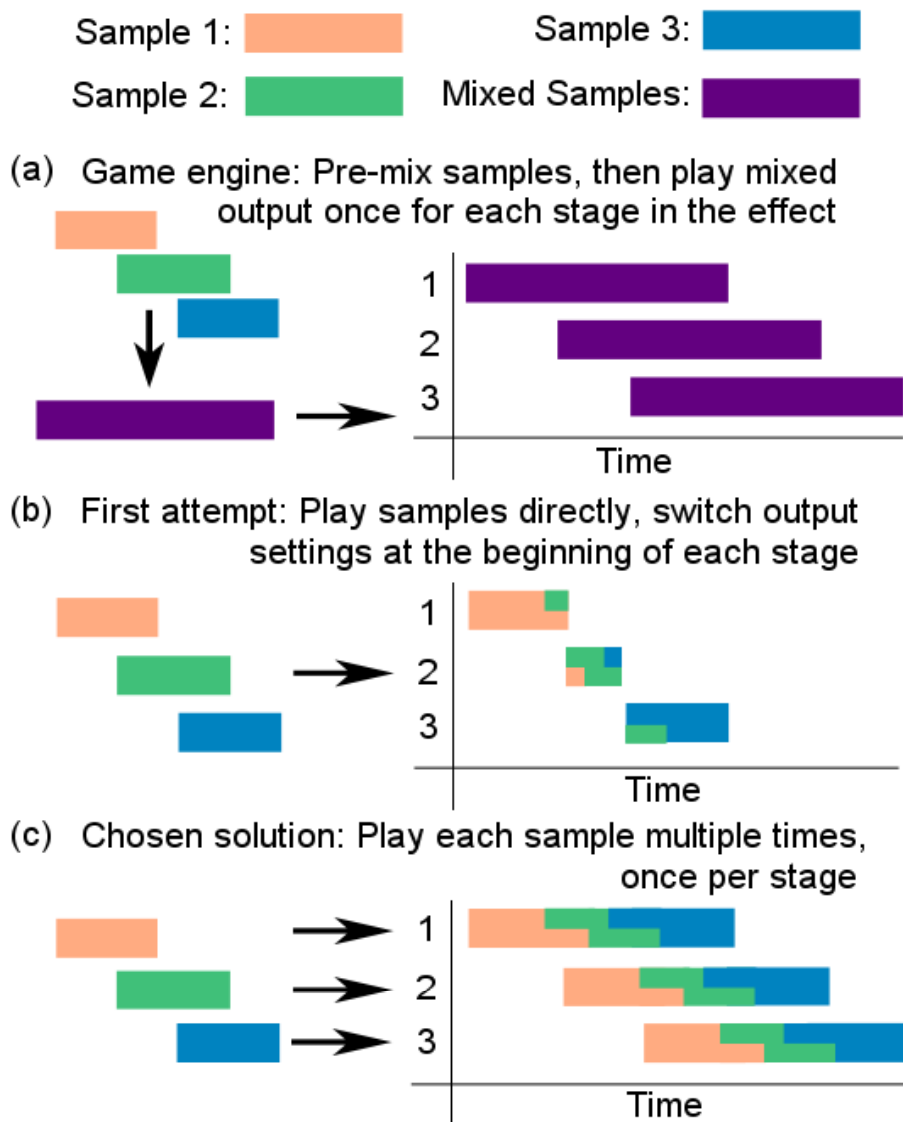 Sample 1:
Sample 3:
Sample 2:
Mixed Samples:
(a) Game engine: Pre-mix samples, then play mixed
output once for each stage in the effect
1
2
3
Time
(b) First attempt: Play samples directly, switch output
settings at the beginning of each stage
1
2
3
Time
(c) Chosen solution: Play each sample multiple times,
once per stage
1
2
3
Time